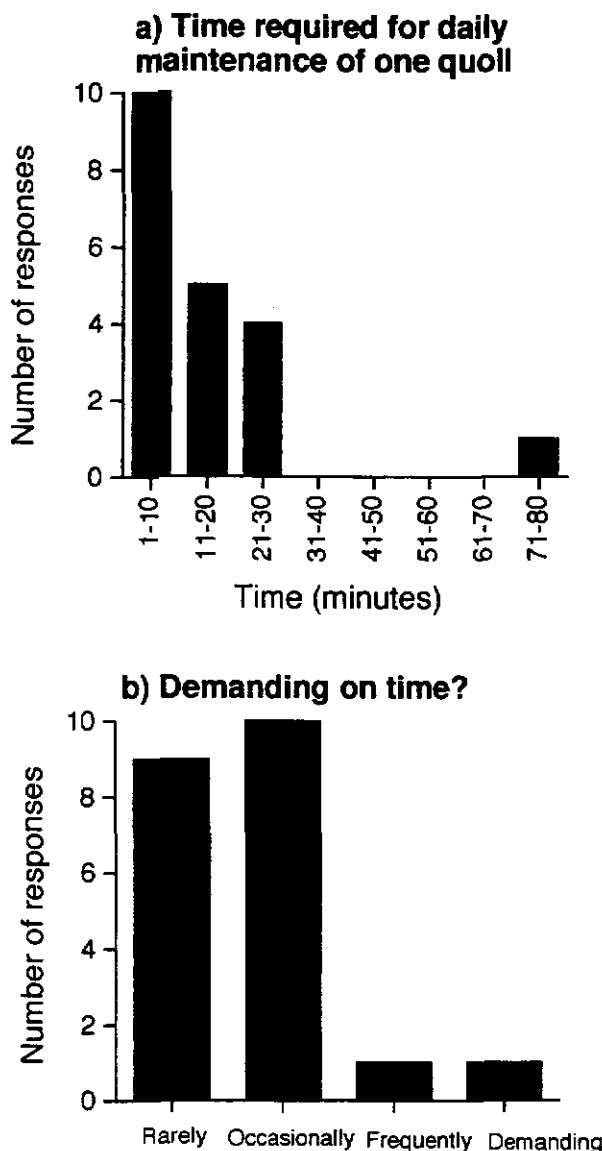 a) Time required for daily
maintenance of one quoll
Number of responses
10
8
6
4
2
0
1-10
11-20
21-30
31-40
41-50
51-60
61-70
71-80
Time (minutes)
b) Demanding on time?
Number of responses
10
8
6
4
2
0
Rarely Occasionally Frequently Demanding